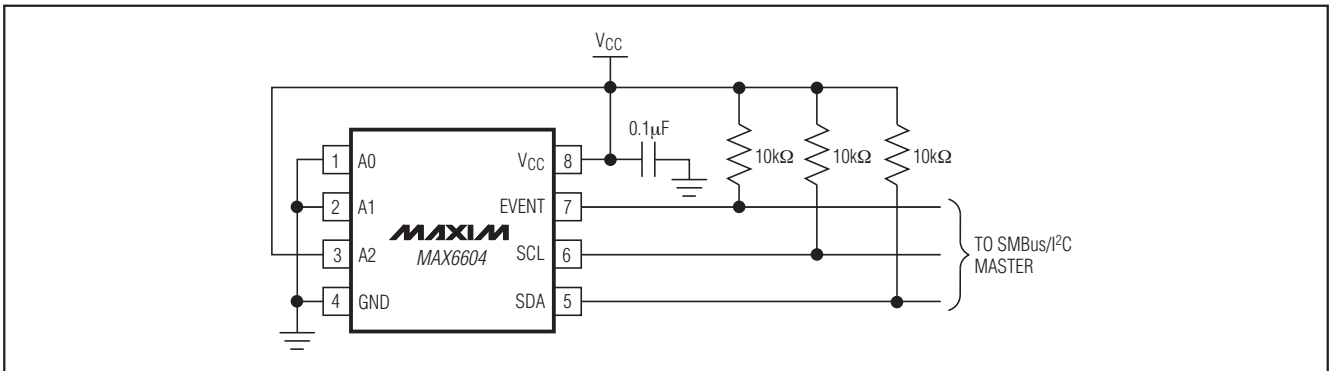 VCC
0.1µF
10kΩ 10kΩ 10kΩ
1 A0 VCC 8
2 A1 EVENT 7
MAXIM
MAX6604
3 A2 SCL 6
4 GND SDA 5
TO SMBus/I²C
MASTER